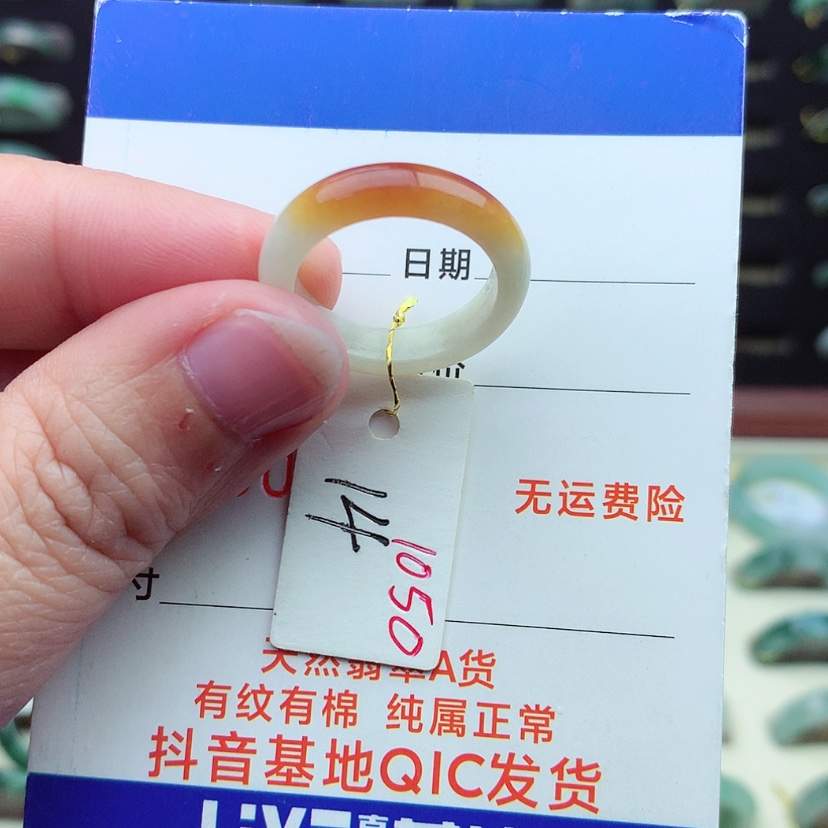 日期
无运费险
14
1050
寸
天然翡翠A货
有纹有棉 纯属正常
抖音基地QIC发货